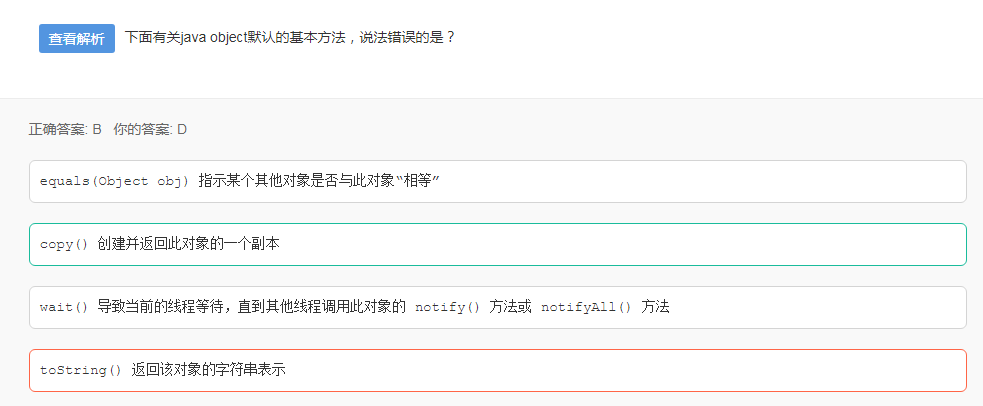 查看解析 下面有关java object默认的基本方法，说法错误的是？
正确答案: B 你的答案: D
equals(Object obj) 指示某个其他对象是否与此对象“相等”
copy() 创建并返回此对象的一个副本
wait() 导致当前的线程等待，直到其他线程调用此对象的 notify() 方法或 notifyAll() 方法
toString() 返回该对象的字符串表示